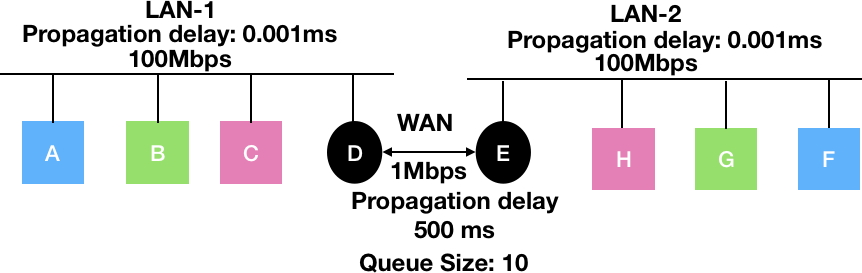 LAN-1
Propagation delay: 0.001ms
100Mbps
LAN-2
Propagation delay: 0.001ms
100Mbps
A
B
C
D
WAN
1Mbps
E
H
G
F
Propagation delay
500 ms
Queue Size: 10